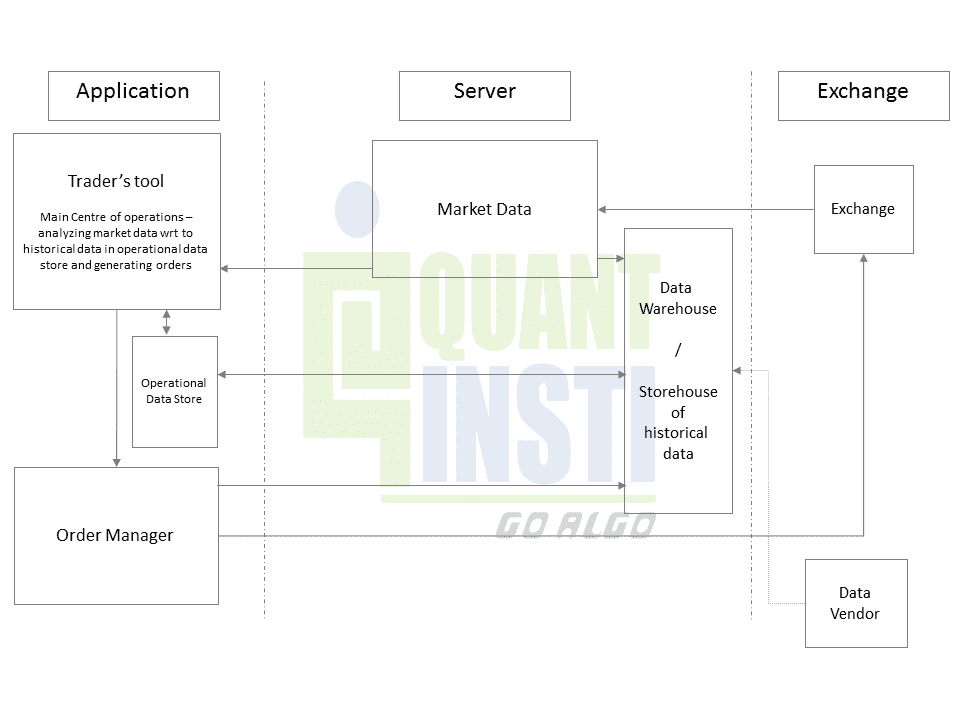 Application
Server
Exchange
Trader’s tool
Main Centre of operations –
analyzing market data wrt to
historical data in operational data
store and generating orders
Market Data
Exchange
Data
Warehouse
/
Storehouse
of
historical
data
Operational
Data Store
Order Manager
Data
Vendor
QUANT
INSTI
GO ALGO